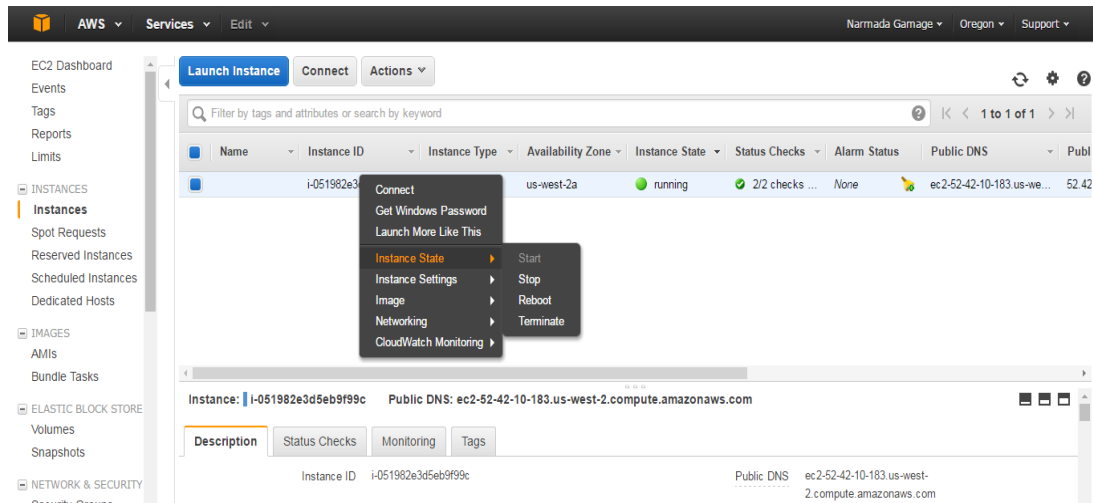 AWS Services Edit Narmada Gamage Oregon Support
EC2 Dashboard
Events
Tags
Reports
Limits
INSTANCES
Instances
Spot Requests
Reserved Instances
Scheduled Instances
Dedicated Hosts
IMAGES
AMIs
Bundle Tasks
ELASTIC BLOCK STORE
Volumes
Snapshots
NETWORK & SECURITY
Launch Instance Connect Actions
Filter by tags and attributes or search by keyword 1 to 1 of 1
Name Instance ID Instance Type Availability Zone Instance State Status Checks Alarm Status Public DNS Publ
i-051982e3 us-west-2a running 2/2 checks ... None ec2-52-42-10-183.us-we... 52.42
Connect
Get Windows Password
Launch More Like This
Instance State
Instance Settings
Image
Networking
CloudWatch Monitoring
Start
Stop
Reboot
Terminate
Instance: i-051982e3d5eb9f99c Public DNS: ec2-52-42-10-183.us-west-2.compute.amazonaws.com
Description Status Checks Monitoring Tags
Instance ID i-051982e3d5eb9f99c Public DNS ec2-52-42-10-183.us-west-
2.compute.amazonaws.com